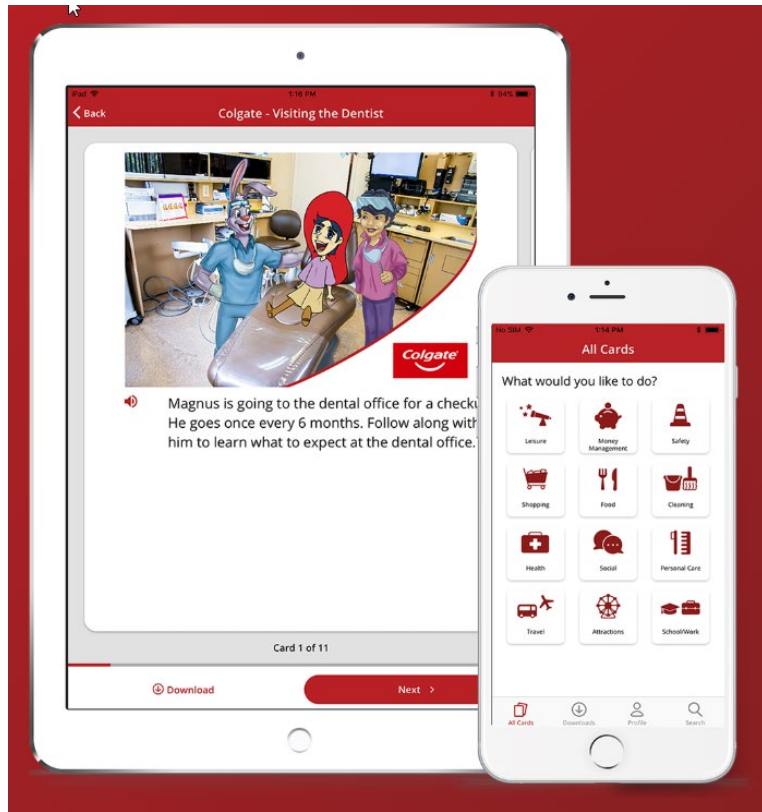 iPad
1:16 PM
94%
Back
Colgate - Visiting the Dentist
Colgate
Magnus is going to the dental office for a checku
He goes once every 6 months. Follow along with
him to learn what to expect at the dental office.
Card 1 of 11
Download
Next
No SIM
1:14 PM
All Cards
What would you like to do?
Leisure
Money
Management
Safety
Shopping
Food
Cleaning
Health
Social
Personal Care
Travel
Attractions
School/Work
All Cards
Downloads
Profile
Search